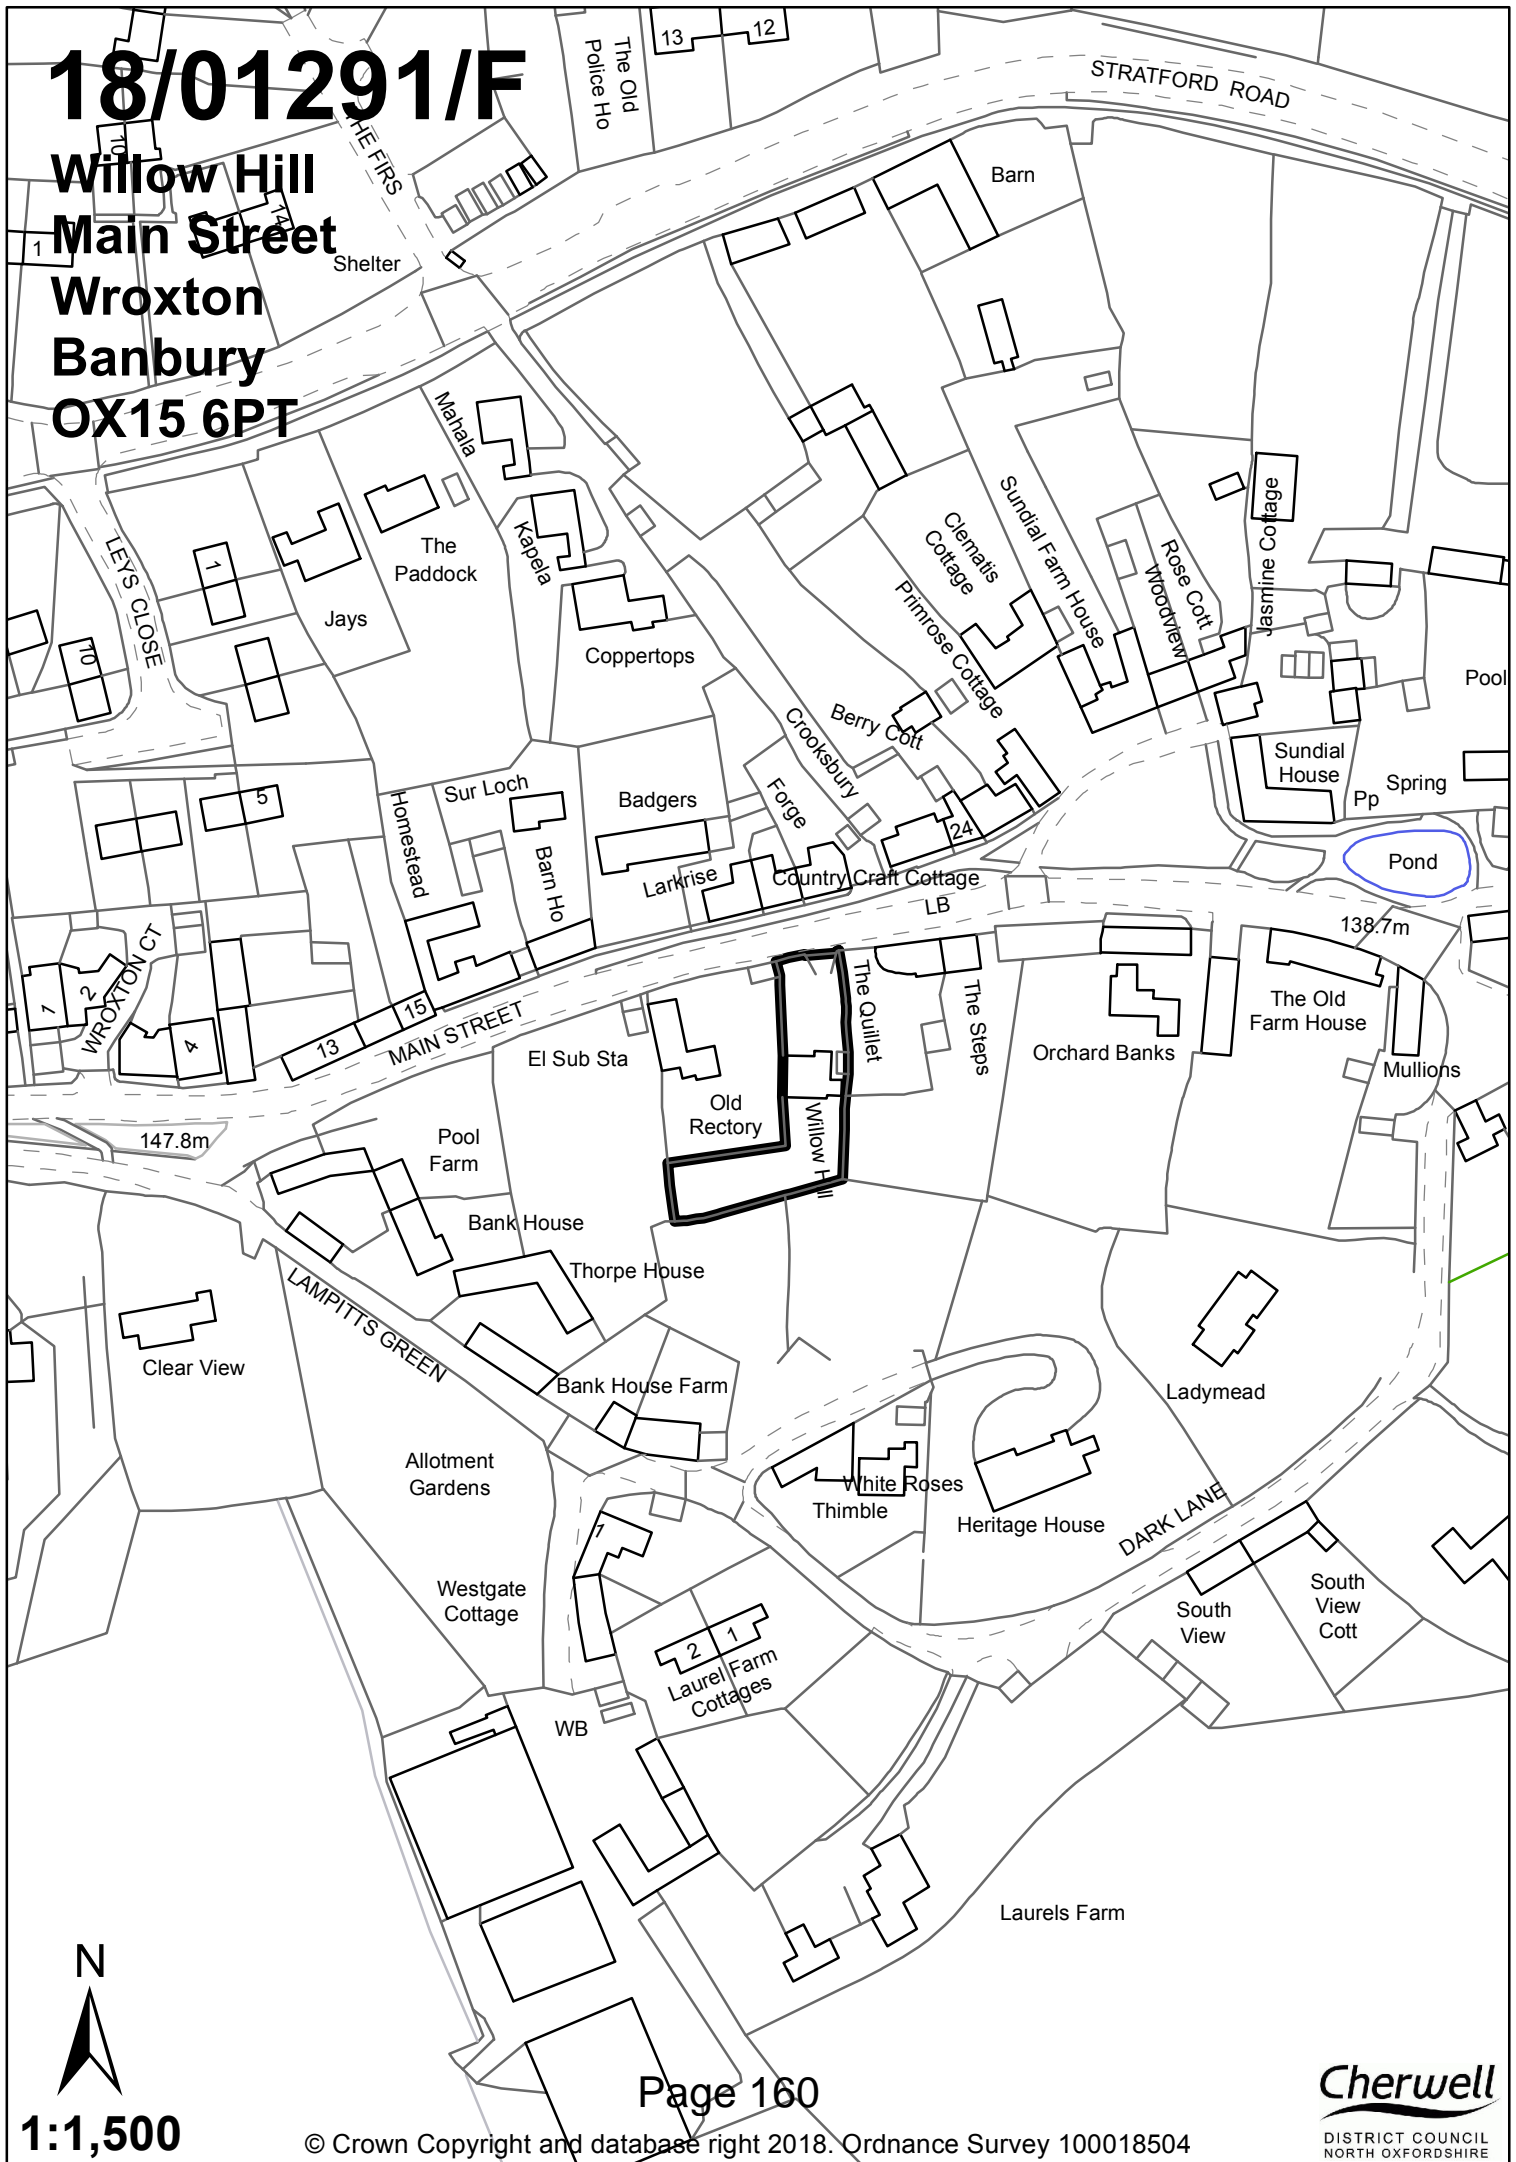 18/01291/F
Willow Hill
Main Street
Wroxton
Banbury
OX15 6PT
THE FIRS
The Old
Police Ho
13
12
STRATFORD ROAD
10
14
1
Shelter
Barn
Mahala
Kapela
The
Paddock
Jays
LEYS CLOSE
1
10
5
Coppertops
Clematis
Cottage
Primrose Cottage
Sundial Farm House
Rose Cott
Woodview
Jasmine Cottage
Pool
Berry Cott
Crooksbury
Forge
Sundial
House
Spring
Pp
Pond
Homestead
Sur Loch
Badgers
Barn Ho
Larkrise
24
Country Craft Cottage
LB
138.7m
WROXTON CT
1
2
4
13
15
MAIN STREET
147.8m
El Sub Sta
Old
Rectory
Willow Hill
The Quillet
The Steps
Orchard Banks
The Old
Farm House
Mullions
Pool
Farm
Bank House
Thorpe House
LAMPITTS GREEN
Clear View
Bank House Farm
Ladymead
Allotment
Gardens
White Roses
Thimble
Heritage House
DARK LANE
1
Westgate
Cottage
2
1
Laurel Farm
Cottages
South
View
South
View
Cott
WB
Laurels Farm
N
1:1,500
Page 160
© Crown Copyright and database right 2018. Ordnance Survey 100018504
Cherwell
DISTRICT COUNCIL
NORTH OXFORDSHIRE